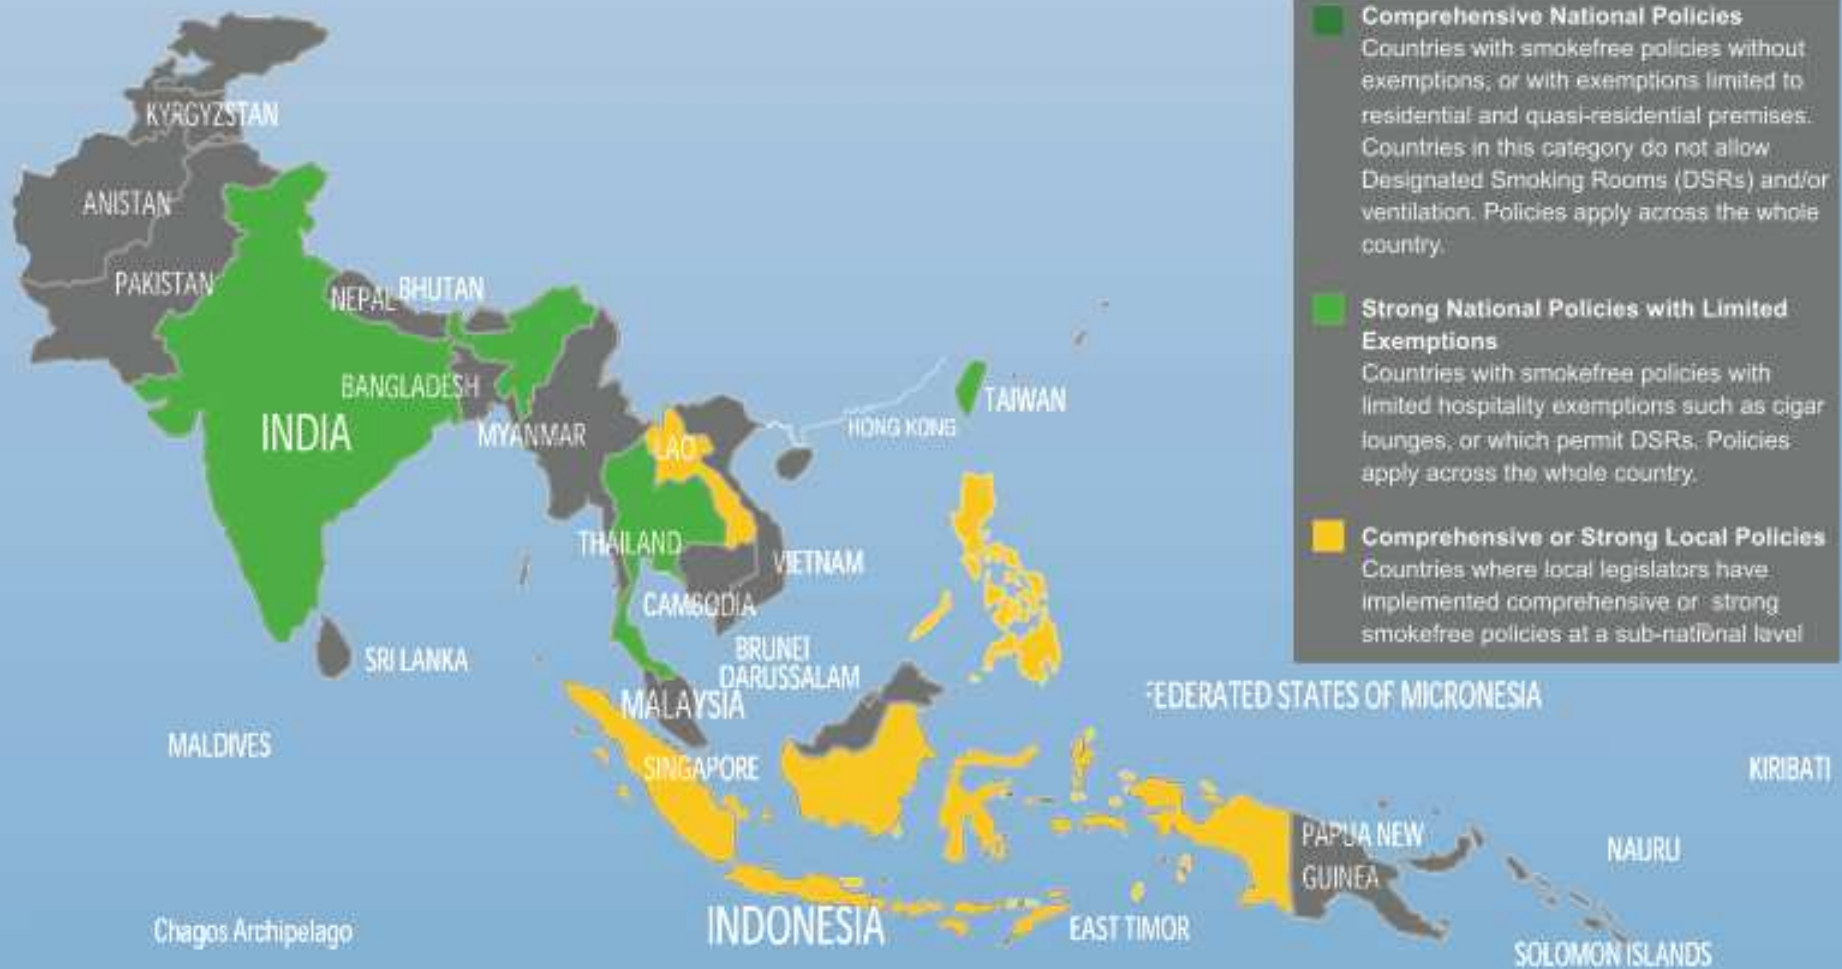 KYRGYZSTAN
ANISTAN
PAKISTAN
NEPAL
BHUTAN
BANGLADESH
INDIA
MYANMAR
LAO
HONG KONG
TAIWAN
THAILAND
VIETNAM
CAMBODIA
SRI LANKA
BRUNEI
DARUSSALAM
MALAYSIA
MALDIVES
SINGAPORE
FEDERATED STATES OF MICRONESIA
KIRIBATI
PAPUA NEW
GUINEA
NAURU
Chagos Archipelago
INDONESIA
EAST TIMOR
SOLOMON ISLANDS
Comprehensive National Policies
Countries with smokefree policies without
exemptions, or with exemptions limited to
residential and quasi-residential premises.
Countries in this category do not allow
Designated Smoking Rooms (DSRs) and/or
ventilation. Policies apply across the whole
country.
Strong National Policies with Limited
Exemptions
Countries with smokefree policies with
limited hospitality exemptions such as cigar
lounges, or which permit DSRs. Policies
apply across the whole country.
Comprehensive or Strong Local Policies
Countries where local legislators have
implemented comprehensive or strong
smokefree policies at a sub-national level